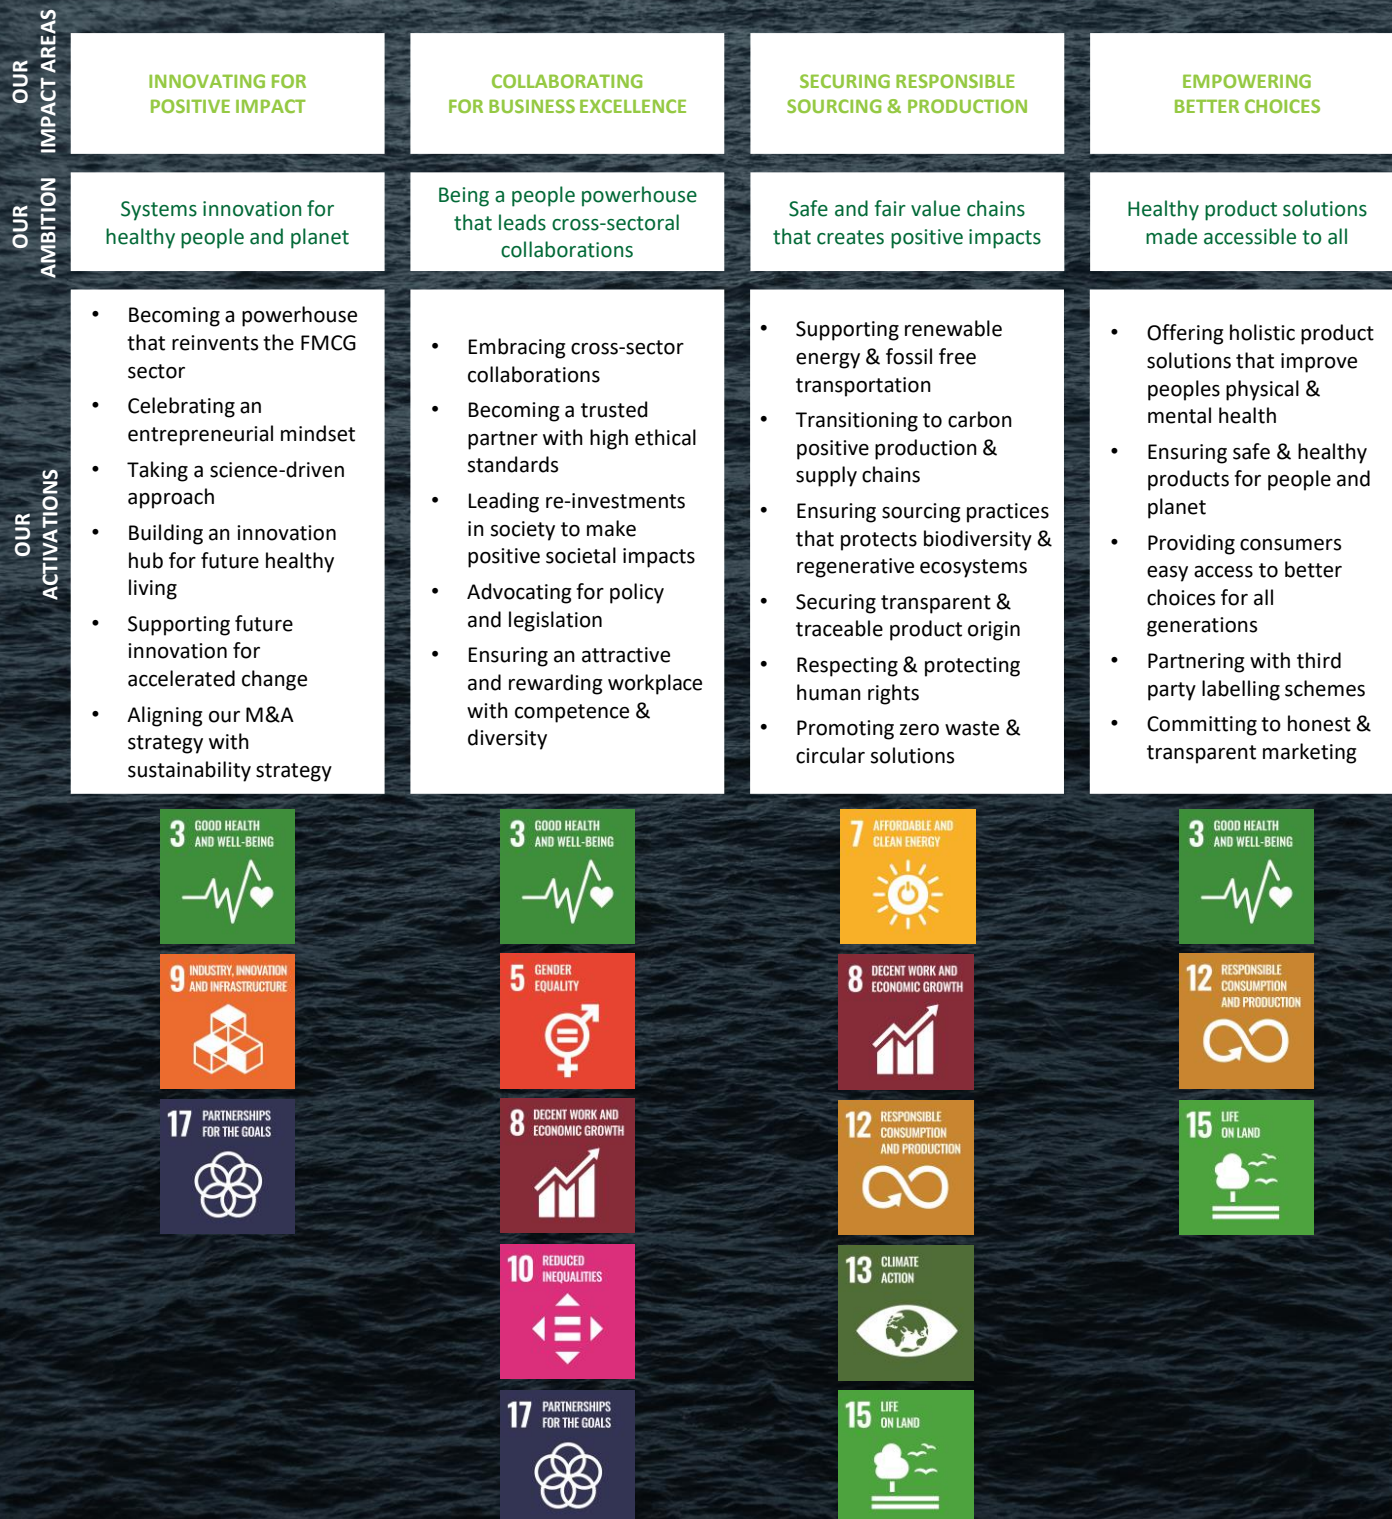 OUR
IMPACT AREAS
INNOVATING FOR
POSITIVE IMPACT
COLLABORATING
FOR BUSINESS EXCELLENCE
SECURING RESPONSIBLE
SOURCING & PRODUCTION
EMPOWERING
BETTER CHOICES
OUR
AMBITION
Systems innovation for
healthy people and planet
Being a people powerhouse
that leads cross-sectoral
collaborations
Safe and fair value chains
that creates positive impacts
Healthy product solutions
made accessible to all
OUR
ACTIVATIONS
• Becoming a powerhouse
that reinvents the FMCG
sector
• Celebrating an
entrepreneurial mindset
• Taking a science-driven
approach
• Building an innovation
hub for future healthy
living
• Supporting future
innovation for
accelerated change
• Aligning our M&A
strategy with
sustainability strategy
• Embracing cross-sector
collaborations
• Becoming a trusted
partner with high ethical
standards
• Leading re-investments
in society to make
positive societal impacts
• Advocating for policy
and legislation
• Ensuring an attractive
and rewarding workplace
with competence &
diversity
• Supporting renewable
energy & fossil free
transportation
• Transitioning to carbon
positive production &
supply chains
• Ensuring sourcing practices
that protects biodiversity &
regenerative ecosystems
• Securing transparent &
traceable product origin
• Respecting & protecting
human rights
• Promoting zero waste &
circular solutions
• Offering holistic product
solutions that improve
peoples physical &
mental health
• Ensuring safe & healthy
products for people and
planet
• Providing consumers
easy access to better
choices for all
generations
• Partnering with third
party labelling schemes
• Committing to honest &
transparent marketing
3 GOOD HEALTH
AND WELL-BEING
9 INDUSTRY, INNOVATION
AND INFRASTRUCTURE
17 PARTNERSHIPS
FOR THE GOALS
3 GOOD HEALTH
AND WELL-BEING
5 GENDER
EQUALITY
8 DECENT WORK AND
ECONOMIC GROWTH
10 REDUCED
INEQUALITIES
17 PARTNERSHIPS
FOR THE GOALS
7 AFFORDABLE AND
CLEAN ENERGY
8 DECENT WORK AND
ECONOMIC GROWTH
12 RESPONSIBLE
CONSUMPTION
AND PRODUCTION
13 CLIMATE
ACTION
15 LIFE
ON LAND
3 GOOD HEALTH
AND WELL-BEING
12 RESPONSIBLE
CONSUMPTION
AND PRODUCTION
15 LIFE
ON LAND